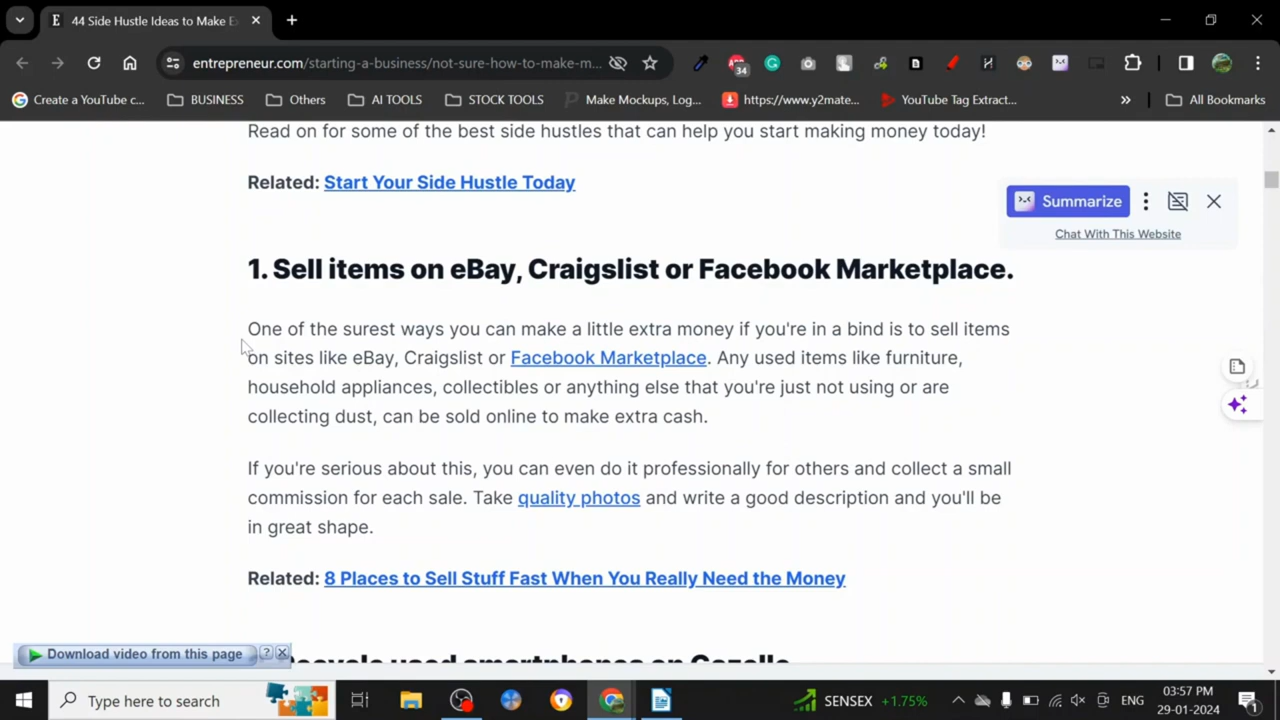 44 Side Hustle Ideas to Make E
entrepreneur.com/starting-a-business/not-sure-how-to-make-m...
34
Create a YouTube c...
BUSINESS
Others
AI TOOLS
STOCK TOOLS
Make Mockups, Log...
https://www.y2mate...
YouTube Tag Extract...
»
All Bookmarks
Read on for some of the best side hustles that can help you start making money today!
Related: Start Your Side Hustle Today
Summarize
Chat With This Website
1. Sell items on eBay, Craigslist or Facebook Marketplace.
One of the surest ways you can make a little extra money if you're in a bind is to sell items
on sites like eBay, Craigslist or Facebook Marketplace. Any used items like furniture,
household appliances, collectibles or anything else that you're just not using or are
collecting dust, can be sold online to make extra cash.
If you're serious about this, you can even do it professionally for others and collect a small
commission for each sale. Take quality photos and write a good description and you'll be
in great shape.
Related: 8 Places to Sell Stuff Fast When You Really Need the Money
Download video from this page
?
used smartphones on Gazelle
Type here to search
SENSEX +1.75%
ENG
03:57 PM
29-01-2024
1